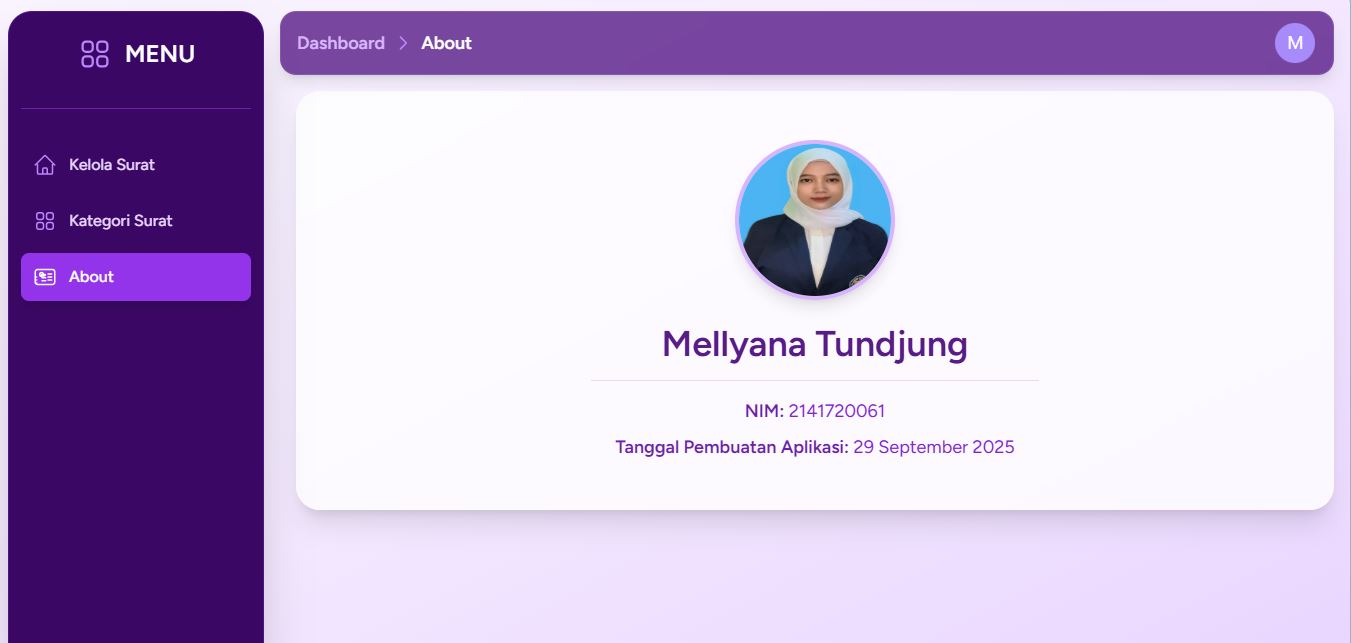 MENU
Kelola Surat
Kategori Surat
About
Dashboard > About
M
Mellyana Tundjung
NIM: 2141720061
Tanggal Pembuatan Aplikasi: 29 September 2025